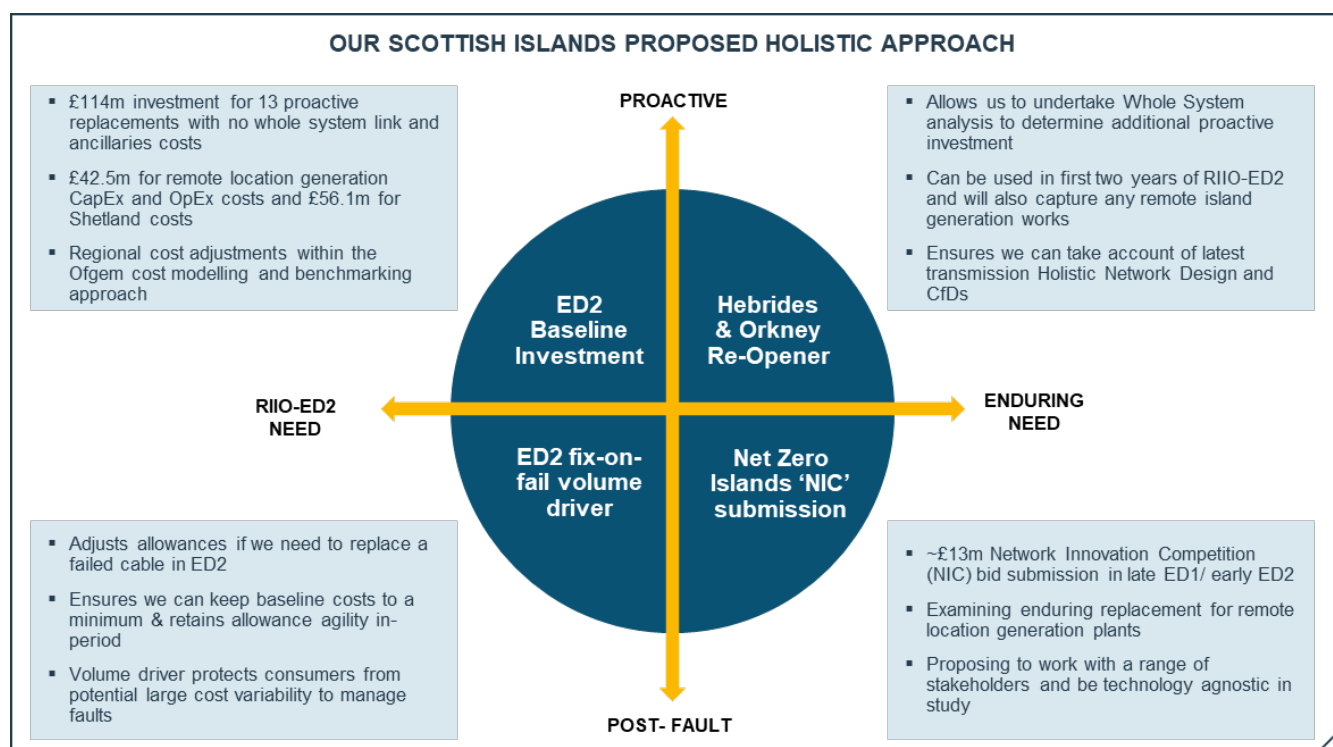 OUR SCOTTISH ISLANDS PROPOSED HOLISTIC APPROACH
▪ £114m investment for 13 proactive
replacements with no whole system link and
ancillaries costs
▪ £42.5m for remote location generation
CapEx and OpEx costs and £56.1m for
Shetland costs
▪ Regional cost adjustments within the
Ofgem cost modelling and benchmarking
approach
PROACTIVE
▪ Allows us to undertake Whole System
analysis to determine additional proactive
investment
▪ Can be used in first two years of RIIO-ED2
and will also capture any remote island
generation works
▪ Ensures we can take account of latest
transmission Holistic Network Design and
CfDs
ED2
Baseline
Investment
Hebrides
& Orkney
Re-Opener
RIIO-ED2
NEED
ENDURING
NEED
ED2 fix-on-
fail volume
driver
Net Zero
Islands ‘NIC’
submission
▪ Adjusts allowances if we need to replace a
failed cable in ED2
▪ Ensures we can keep baseline costs to a
minimum & retains allowance agility in-
period
▪ Volume driver protects consumers from
potential large cost variability to manage
faults
▪ ~£13m Network Innovation Competition
(NIC) bid submission in late ED1/ early ED2
▪ Examining enduring replacement for remote
location generation plants
▪ Proposing to work with a range of
stakeholders and be technology agnostic in
study
POST- FAULT